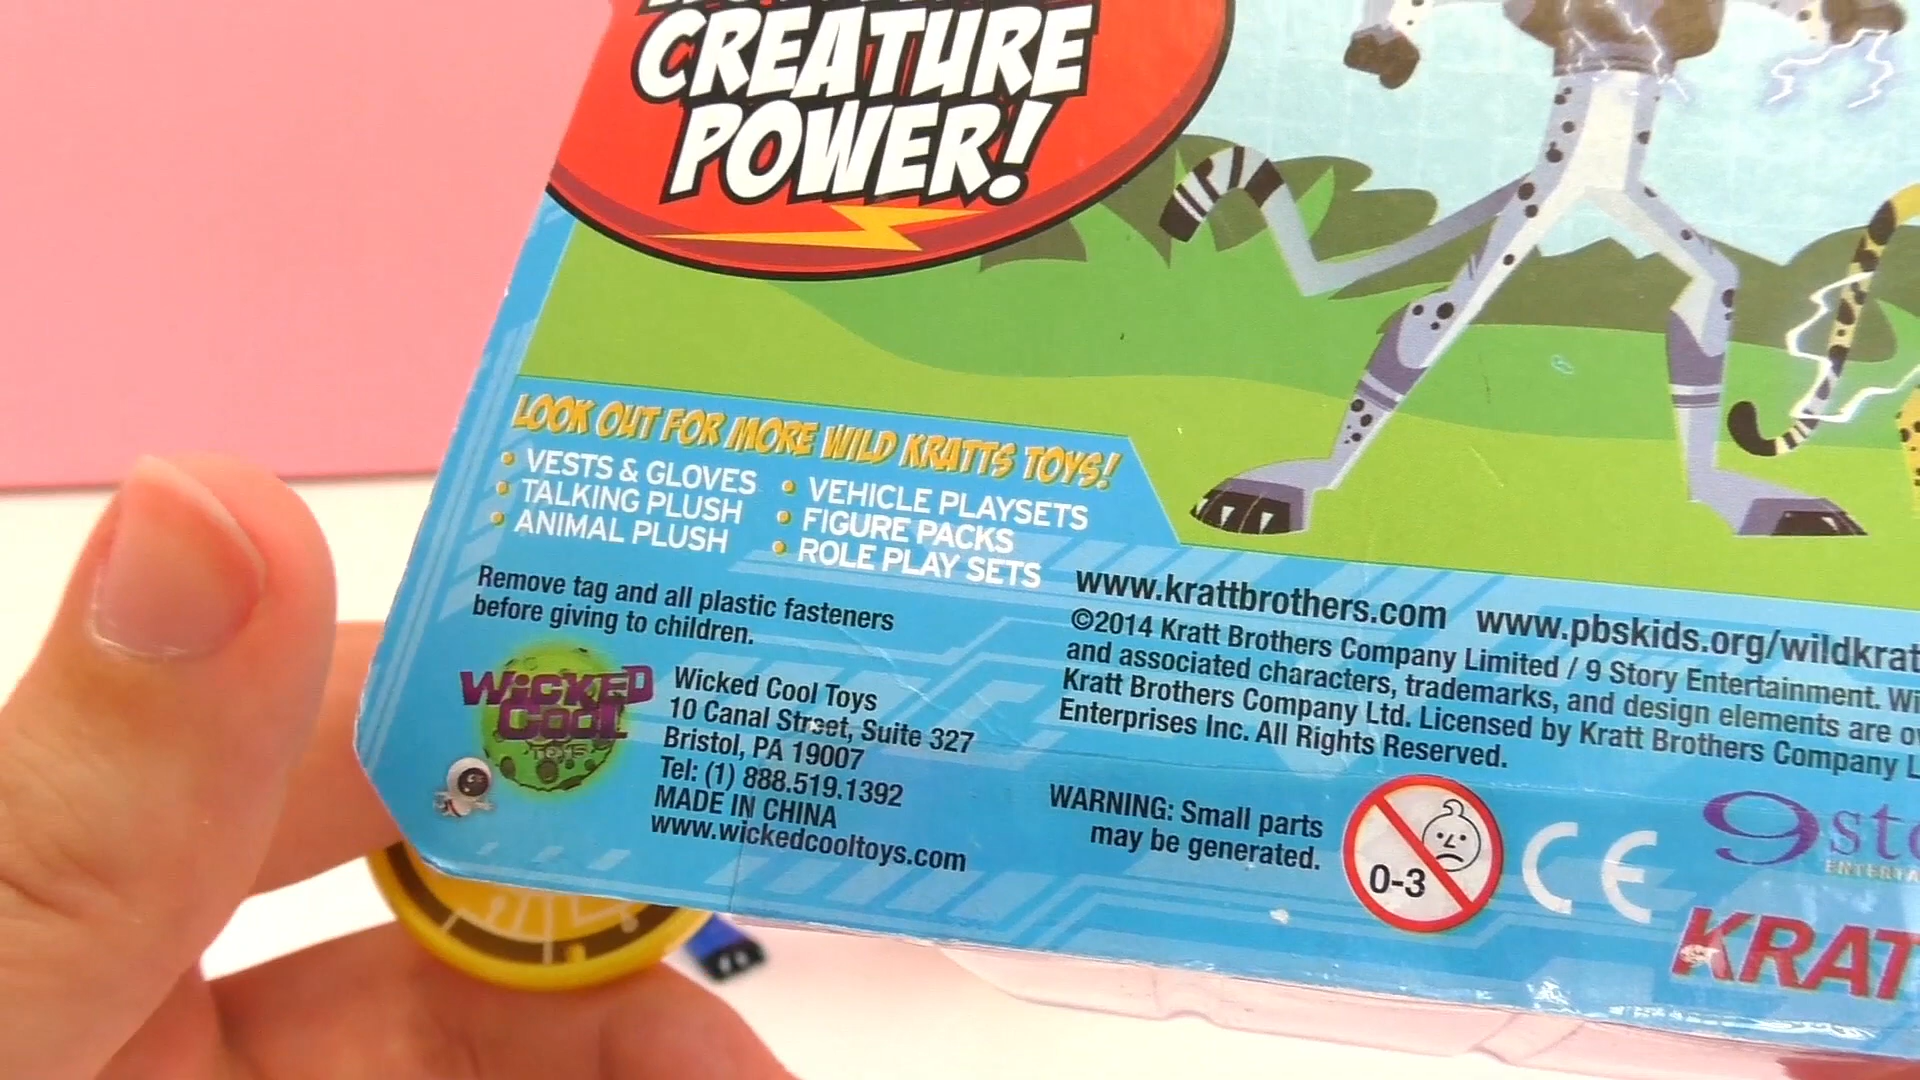 CREATURE
POWER!
LOOK OUT FOR MORE WILD KRATTS TOYS!
• VESTS & GLOVES
• TALKING PLUSH
• ANIMAL PLUSH
• VEHICLE PLAYSETS
• FIGURE PACKS
• ROLE PLAY SETS
Remove tag and all plastic fasteners
before giving to children.
WICKED
COOL
TOYS
Wicked Cool Toys
10 Canal Street, Suite 327
Bristol, PA 19007
Tel: (1) 888.519.1392
MADE IN CHINA
www.wickedcooltoys.com
www.krattbrothers.com www.pbskids.org/wildkrat
©2014 Kratt Brothers Company Limited / 9 Story Entertainment. Wi
and associated characters, trademarks, and design elements are o
Kratt Brothers Company Ltd. Licensed by Kratt Brothers Company L
Enterprises Inc. All Rights Reserved.
WARNING: Small parts
may be generated.
0-3
CE
9 sto
ENTERTA
KRAT